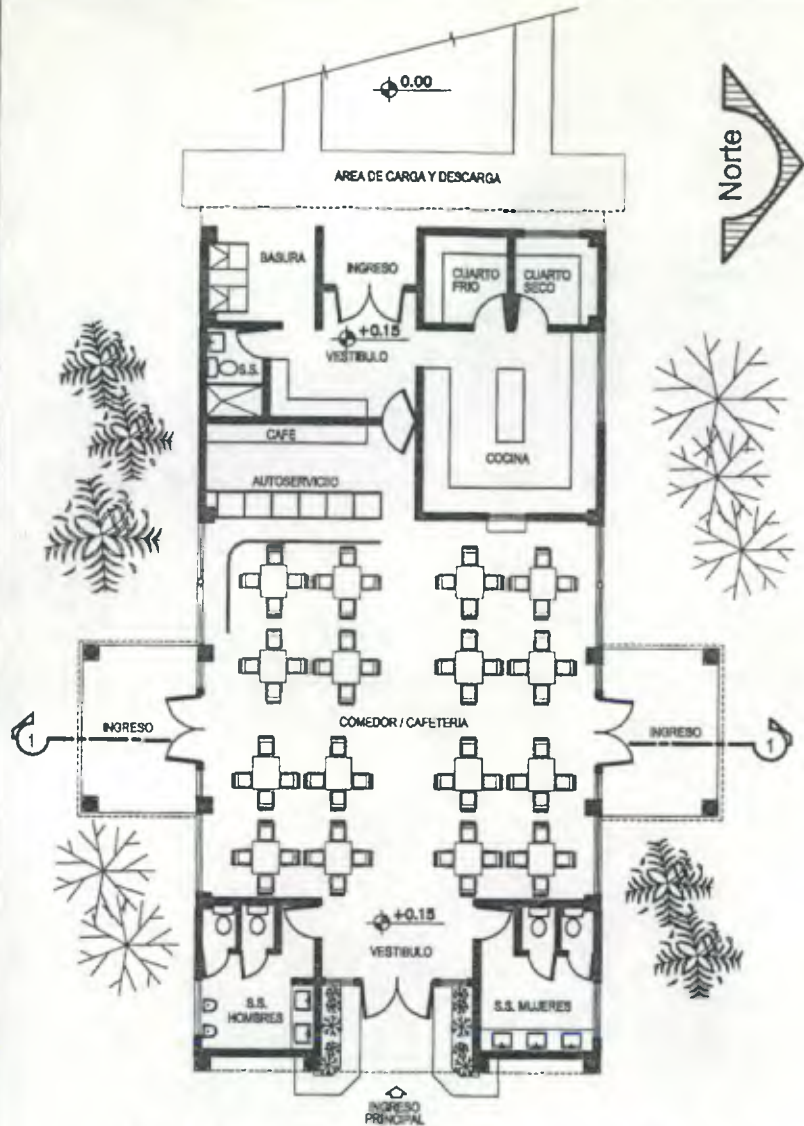 0.00
Norte
AREA DE CARGA Y DESCARGA
BASURA
INGRESO
CUARTO
FRIO
CUARTO
SECO
+0.15
VESTIBULO
S.S.
CAFE
COCINA
AUTOSERVICIO
INGRESO
COMEDOR / CAFETERIA
INGRESO
1
1
+0.15
VESTIBULO
S.S.
HOMBRES
S.S. MUJERES
INGRESO
PRINCIPAL